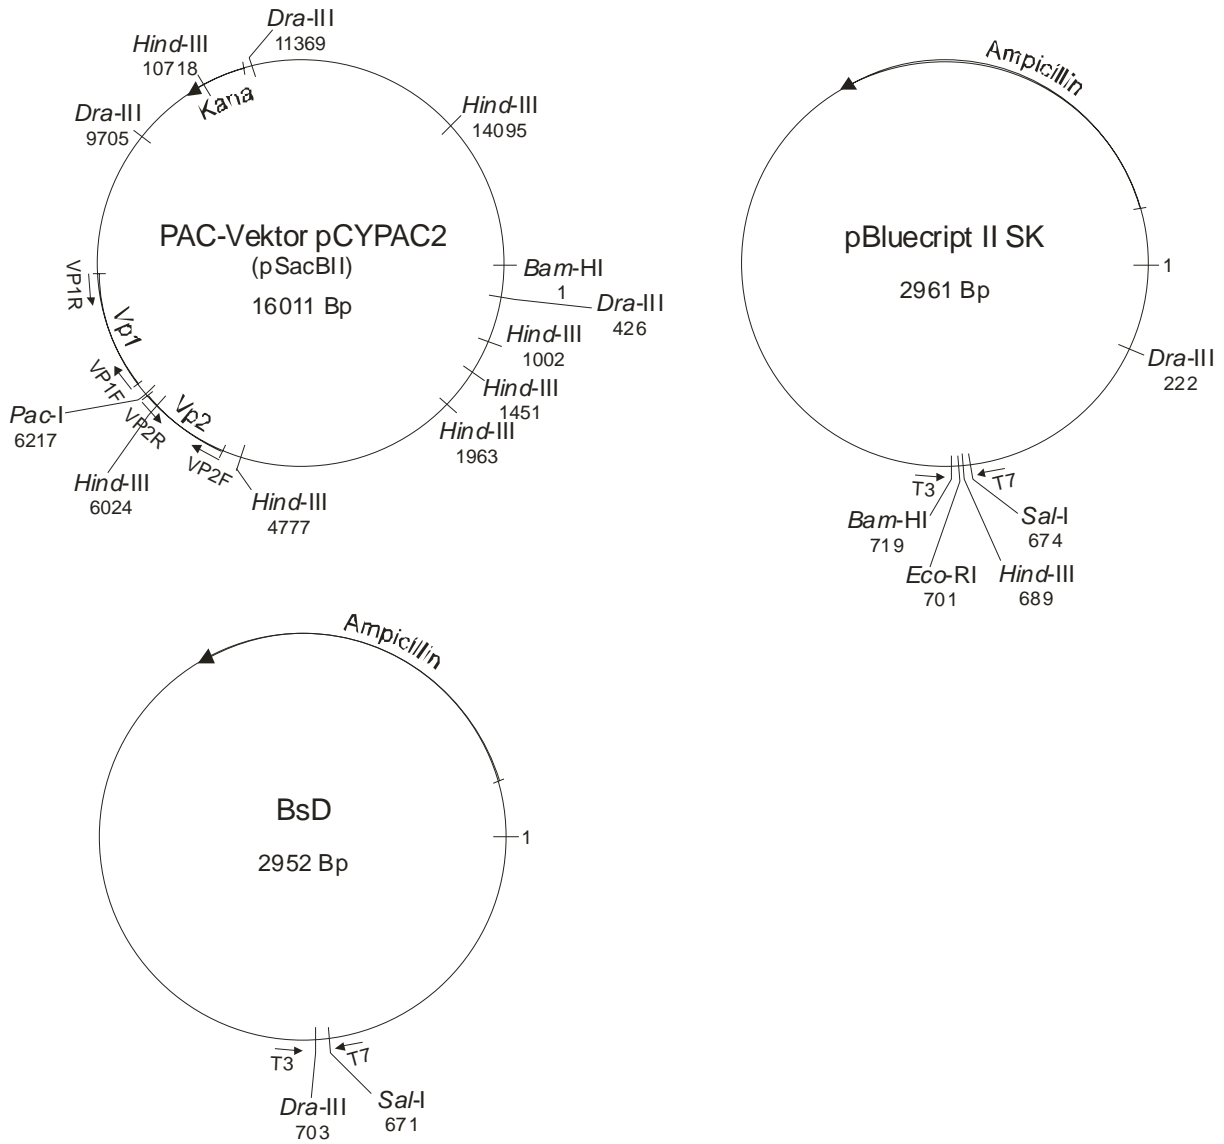 Dra-III
11369
Hind-III
10718
Kana
Dra-III
9705
Hind-III
14095
PAC-Vektor pCYPAC2
(pSacBII)
16011 Bp
Bam-HI
1
Dra-III
426
Hind-III
1002
Hind-III
1451
Hind-III
1963
VP1R
Vp1
VP1F
Pac-I
6217
VP2R
Vp2
VP2F
Hind-III
6024
Hind-III
4777
Ampicillin
pBluecript II SK
2961 Bp
1
Dra-III
222
T3
T7
Bam-HI
719
Sal-I
674
Eco-RI
701
Hind-III
689
Ampicillin
BsD
2952 Bp
1
T3
T7
Dra-III
703
Sal-I
671